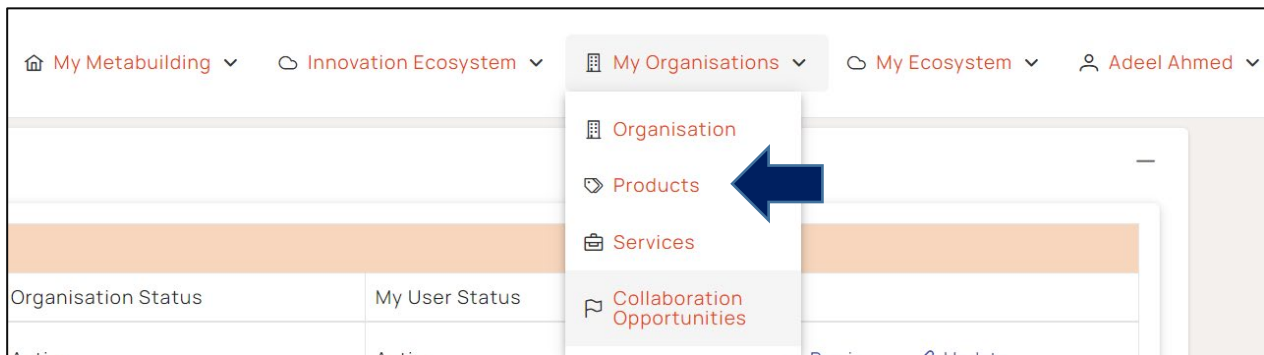 My Metabuilding Innovation Ecosystem My Organisations My Ecosystem Adeel Ahmed
Organisation
Products
Services
Organisation Status My User Status Collaboration
Opportunities